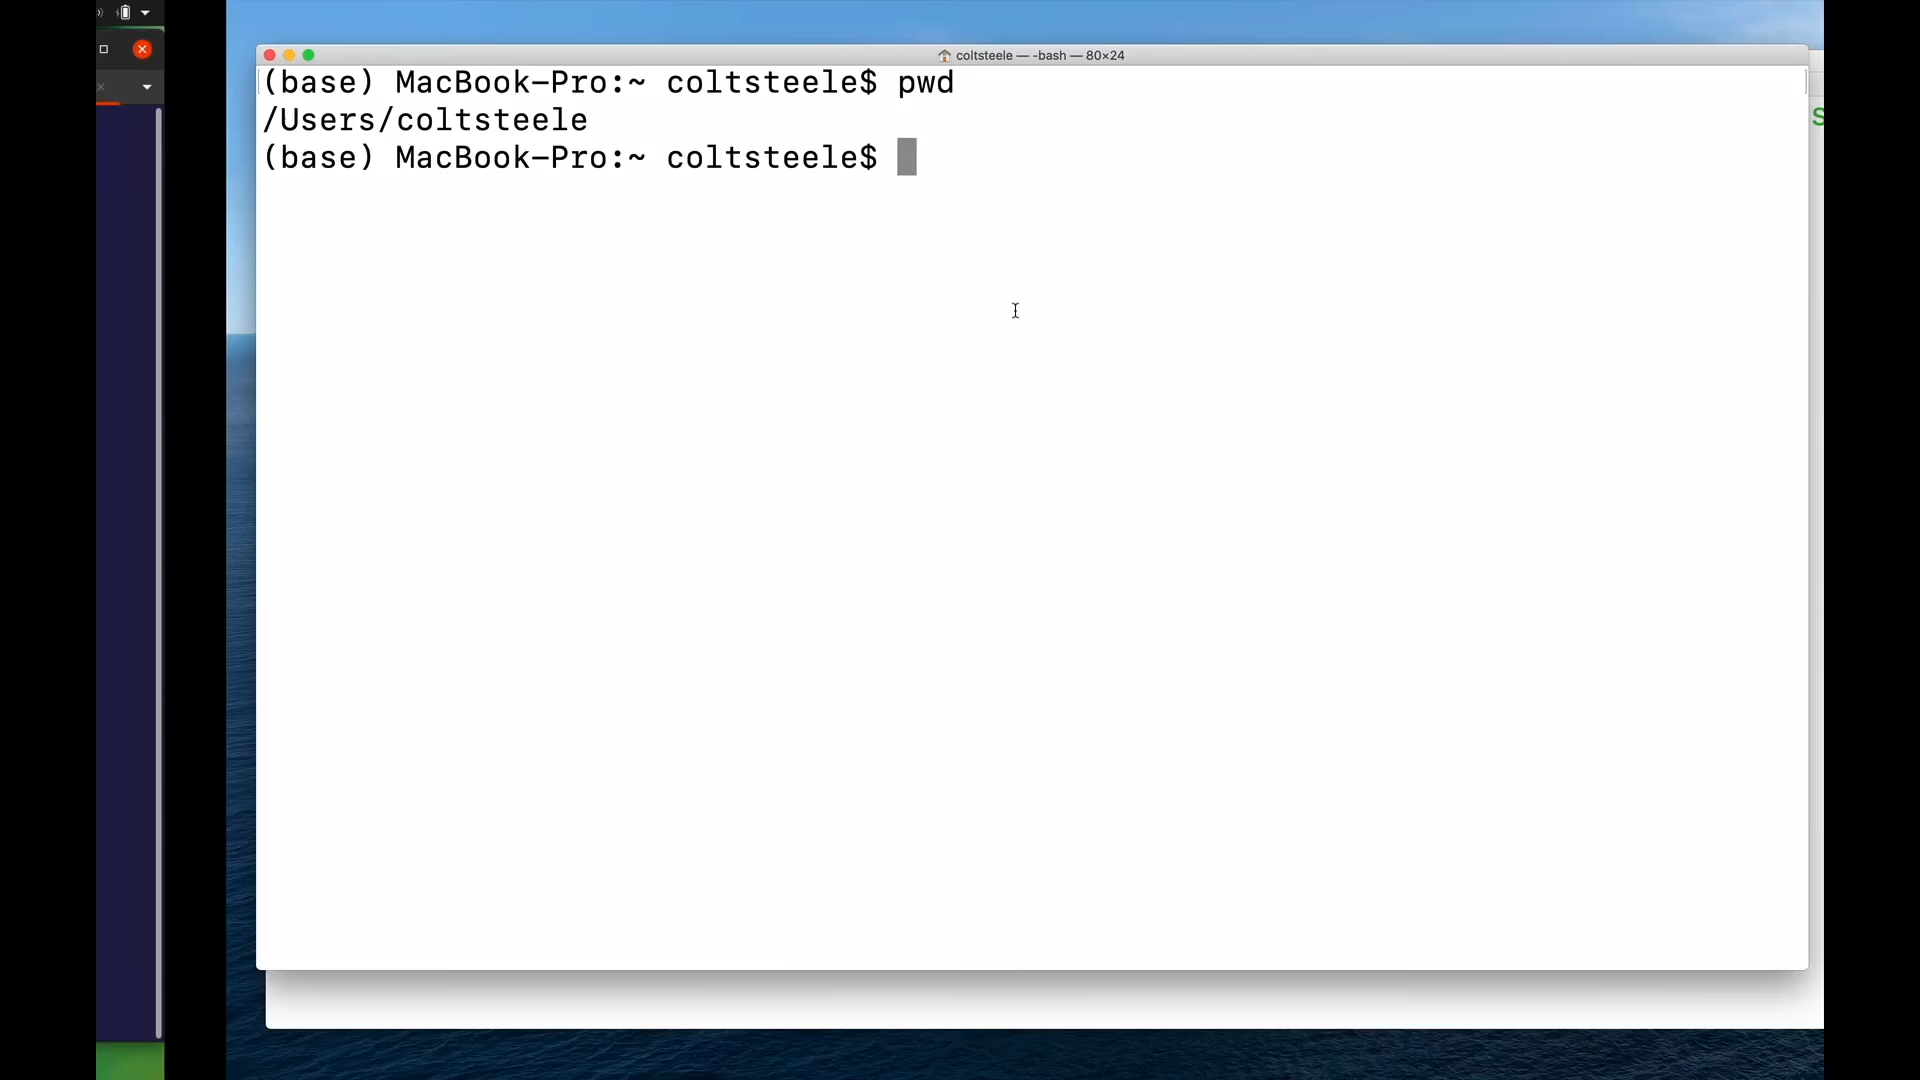 coltsteele — -bash — 80×24
(base) MacBook-Pro:~ coltsteele$ pwd
/Users/coltsteele
(base) MacBook-Pro:~ coltsteele$
S